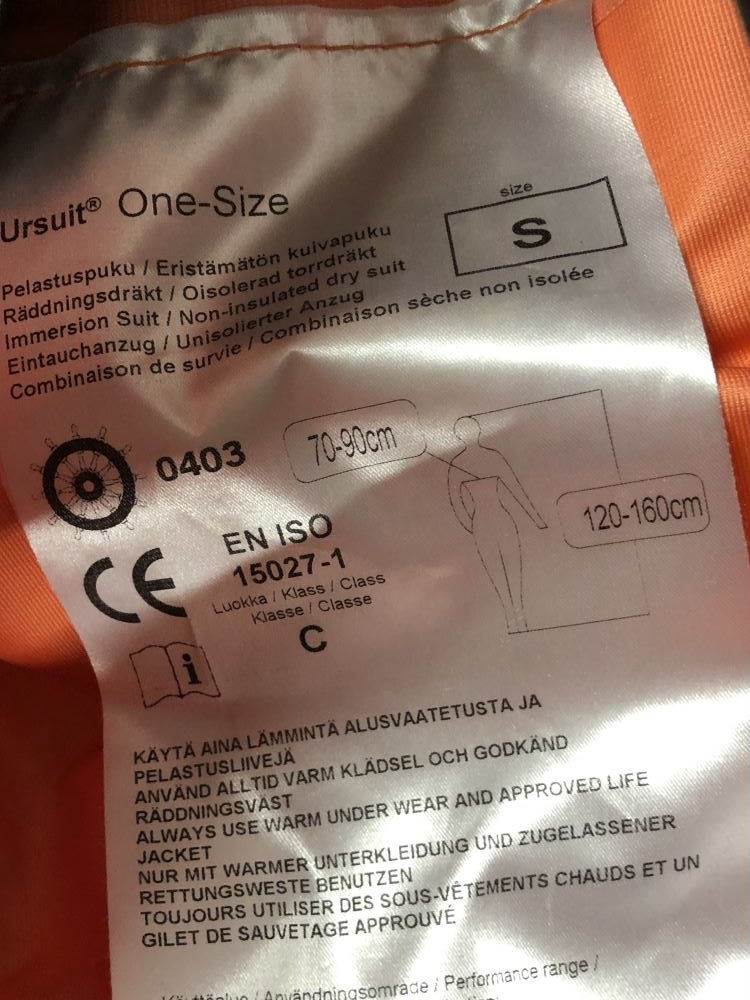 Ursuit® One-Size
size
S
Pelastuspuku / Eristämätön kuivapuku
Räddningsdräkt / Oisolerad torrdräkt
Immersion Suit / Non-insulated dry suit
Eintauchanzug / Unisolierter Anzug
Combinaison de survie / Combinaison sèche non isolée
0403
70-90cm
120-160cm
CE
EN ISO
15027-1
Luokka / Klass / Class
Klasse / Classe
C
i
KÄYTÄ AINA LÄMMINTÄ ALUSVAATETUSTA JA
PELASTUSLIIVEJÄ
ANVÄND ALLTID VARM KLÄDSEL OCH GODKÄND
RÄDDNINGSVÄST
ALWAYS USE WARM UNDER WEAR AND APPROVED LIFE
JACKET
NUR MIT WARMER UNTERKLEIDUNG UND ZUGELASSENER
RETTUNGSWESTE BENUTZEN
TOUJOURS UTILISER DES SOUS-VÊTEMENTS CHAUDS ET UN
GILET DE SAUVETAGE APPROUVÉ
/ Användningsområde / Performance range /